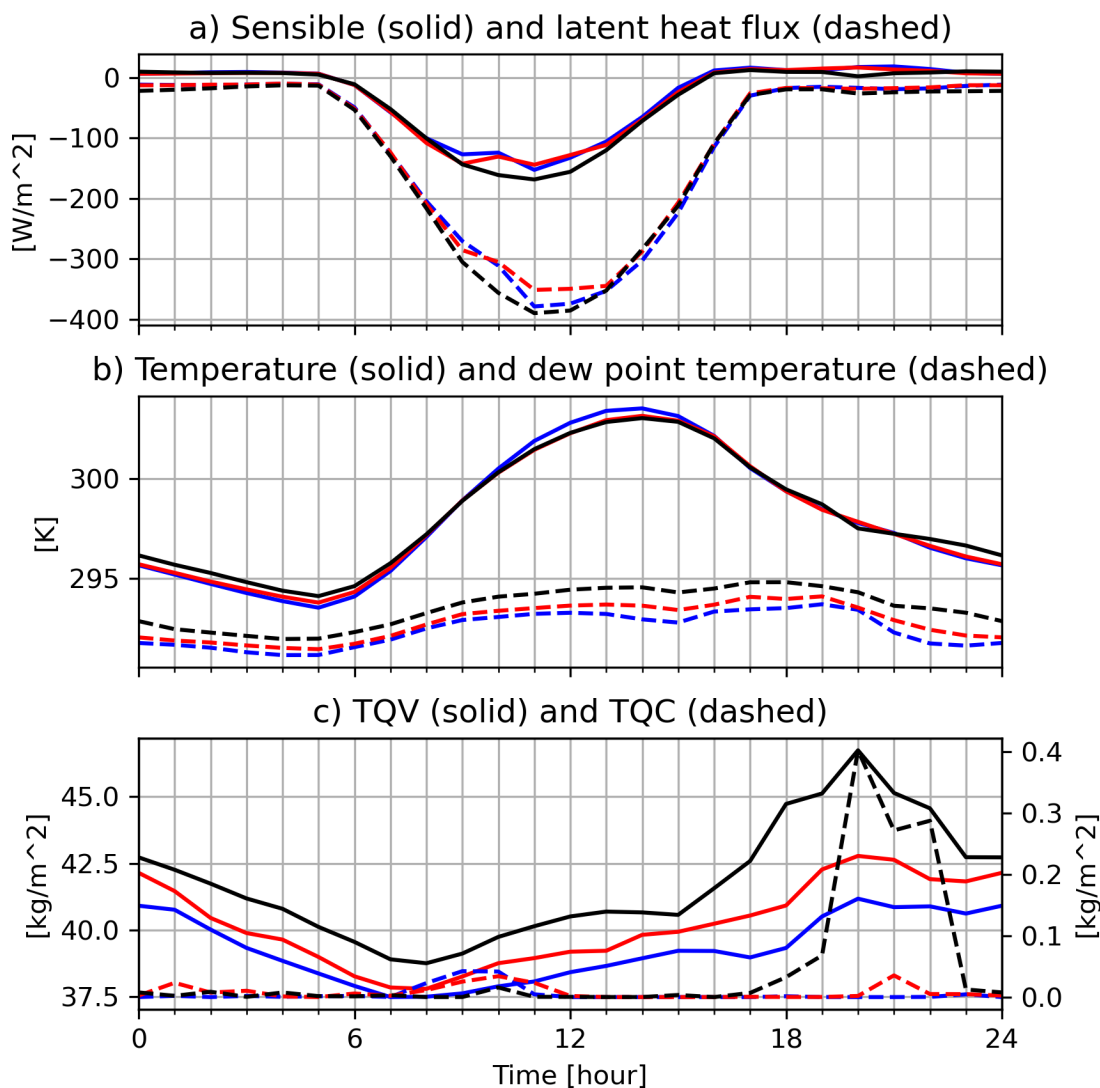 a) Sensible (solid) and latent heat flux (dashed)
0
−100
−200
−300
−400
[W/m^2]
b) Temperature (solid) and dew point temperature (dashed)
300
295
[K]
c) TQV (solid) and TQC (dashed)
45.0
42.5
40.0
37.5
[kg/m^2]
0.4
0.3
0.2
0.1
0.0
[kg/m^2]
0 6 12 18 24
Time [hour]